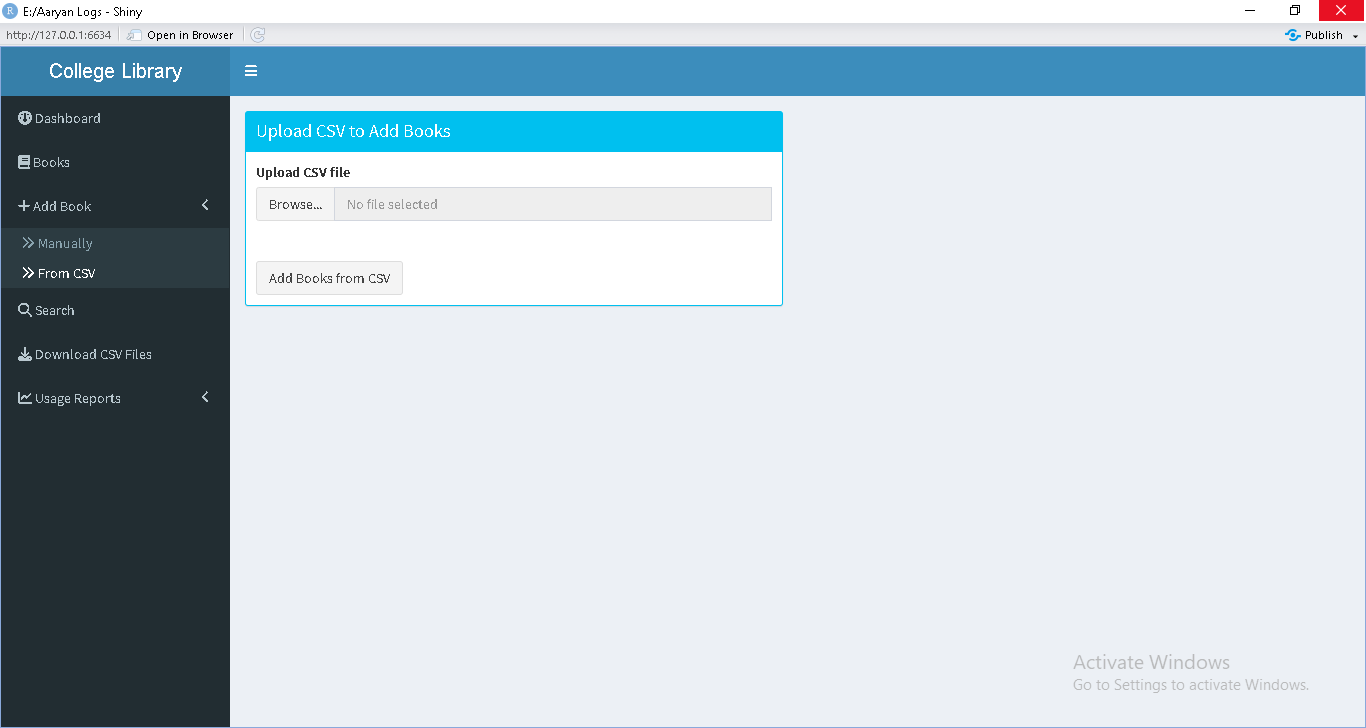 R E:/Aaryan Logs - Shiny
http://127.0.0.1:6634 Open in Browser Publish
College Library
Dashboard
Books
Add Book
Manually
From CSV
Search
Download CSV Files
Usage Reports
Upload CSV to Add Books
Upload CSV file
Browse... No file selected
Add Books from CSV
Activate Windows
Go to Settings to activate Windows.